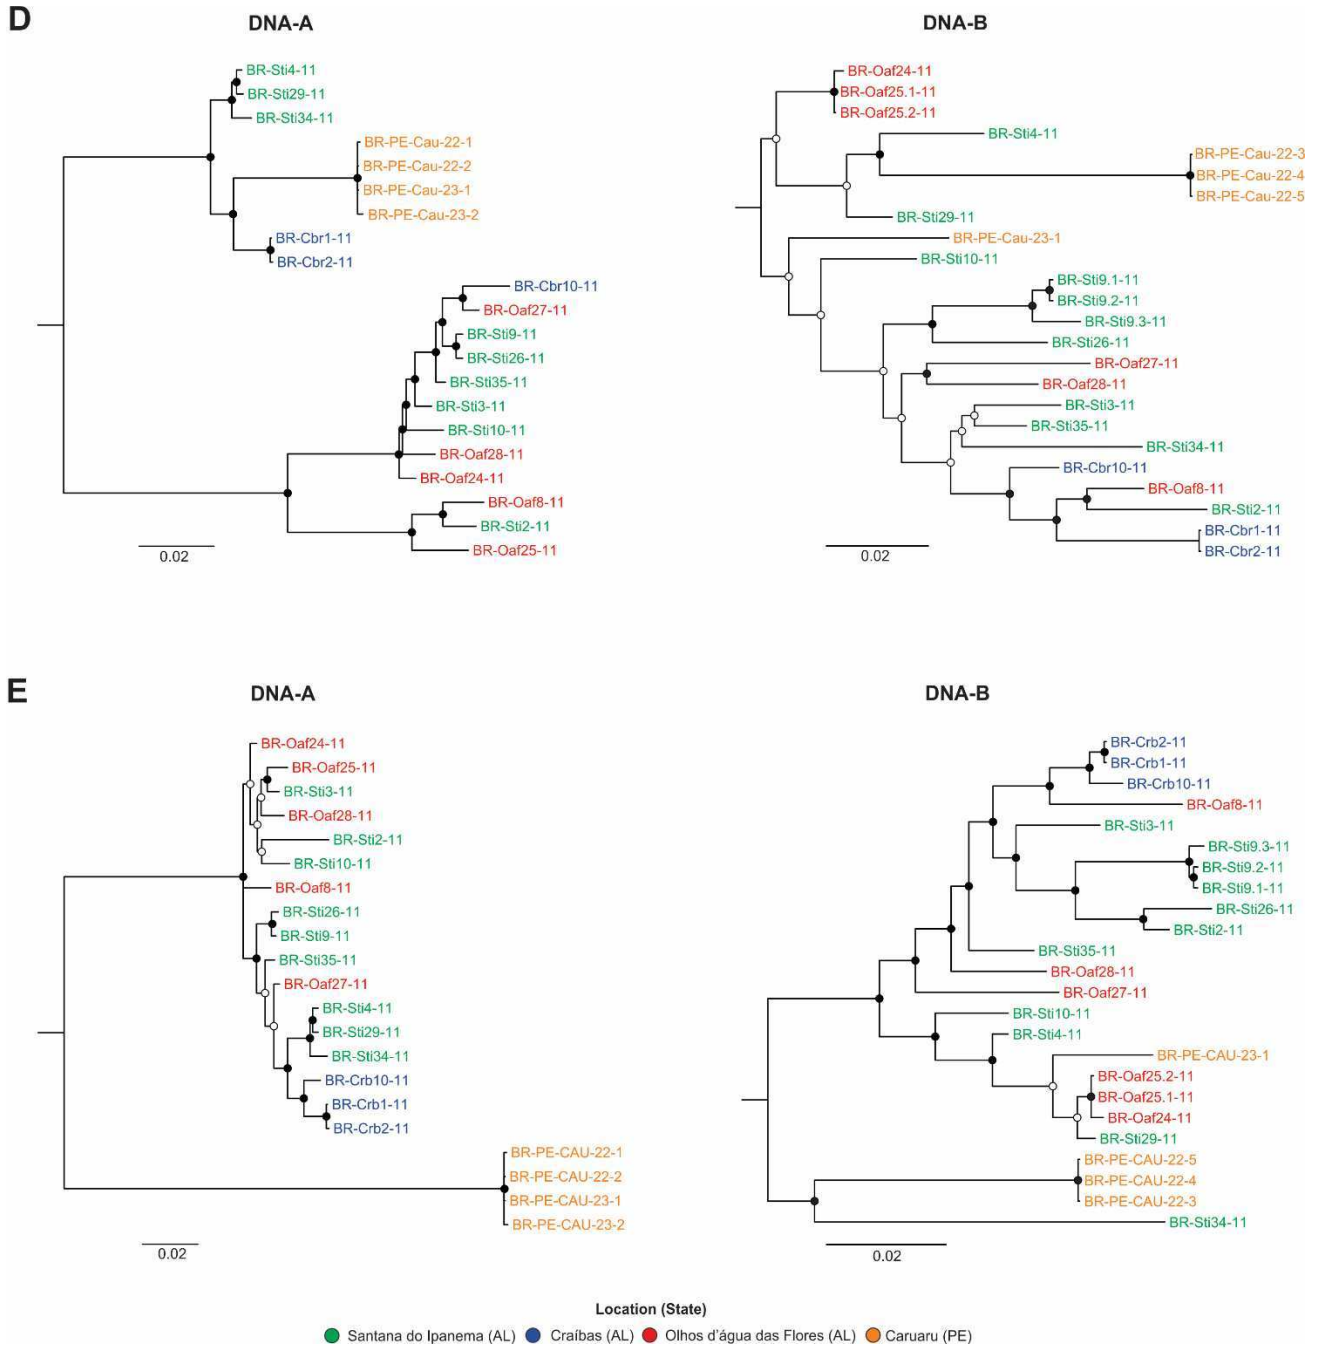 D
DNA-A
BR-Sti4-11
BR-Sti29-11
BR-Sti34-11
BR-PE-Cau-22-1
BR-PE-Cau-22-2
BR-PE-Cau-23-1
BR-PE-Cau-23-2
BR-Cbr1-11
BR-Cbr2-11
BR-Cbr10-11
BR-Oaf27-11
BR-Sti9-11
BR-Sti26-11
BR-Sti35-11
BR-Sti3-11
BR-Sti10-11
BR-Oaf28-11
BR-Oaf24-11
BR-Oaf8-11
BR-Sti2-11
BR-Oaf25-11
0.02
DNA-B
BR-Oaf24-11
BR-Oaf25.1-11
BR-Oaf25.2-11
BR-Sti4-11
BR-PE-Cau-22-3
BR-PE-Cau-22-4
BR-PE-Cau-22-5
BR-Sti29-11
BR-PE-Cau-23-1
BR-Sti10-11
BR-Sti9.1-11
BR-Sti9.2-11
BR-Sti9.3-11
BR-Sti26-11
BR-Oaf27-11
BR-Oaf28-11
BR-Sti3-11
BR-Sti35-11
BR-Sti34-11
BR-Cbr10-11
BR-Oaf8-11
BR-Sti2-11
BR-Cbr1-11
BR-Cbr2-11
0.02
E
DNA-A
BR-Oaf24-11
BR-Oaf25-11
BR-Sti3-11
BR-Oaf28-11
BR-Sti2-11
BR-Sti10-11
BR-Oaf8-11
BR-Sti26-11
BR-Sti9-11
BR-Sti35-11
BR-Oaf27-11
BR-Sti4-11
BR-Sti29-11
BR-Sti34-11
BR-Crb10-11
BR-Crb1-11
BR-Crb2-11
BR-PE-CAU-22-1
BR-PE-CAU-22-2
BR-PE-CAU-23-1
BR-PE-CAU-23-2
0.02
DNA-B
BR-Crb2-11
BR-Crb1-11
BR-Crb10-11
BR-Oaf8-11
BR-Sti3-11
BR-Sti9.3-11
BR-Sti9.2-11
BR-Sti9.1-11
BR-Sti26-11
BR-Sti2-11
BR-Sti35-11
BR-Oaf28-11
BR-Oaf27-11
BR-Sti10-11
BR-Sti4-11
BR-PE-CAU-23-1
BR-Oaf25.2-11
BR-Oaf25.1-11
BR-Oaf24-11
BR-Sti29-11
BR-PE-CAU-22-5
BR-PE-CAU-22-4
BR-PE-CAU-22-3
BR-Sti34-11
0.02
Location (State)
Santana do Ipanema (AL) Craíbas (AL) Olhos d'água das Flores (AL) Caruaru (PE)